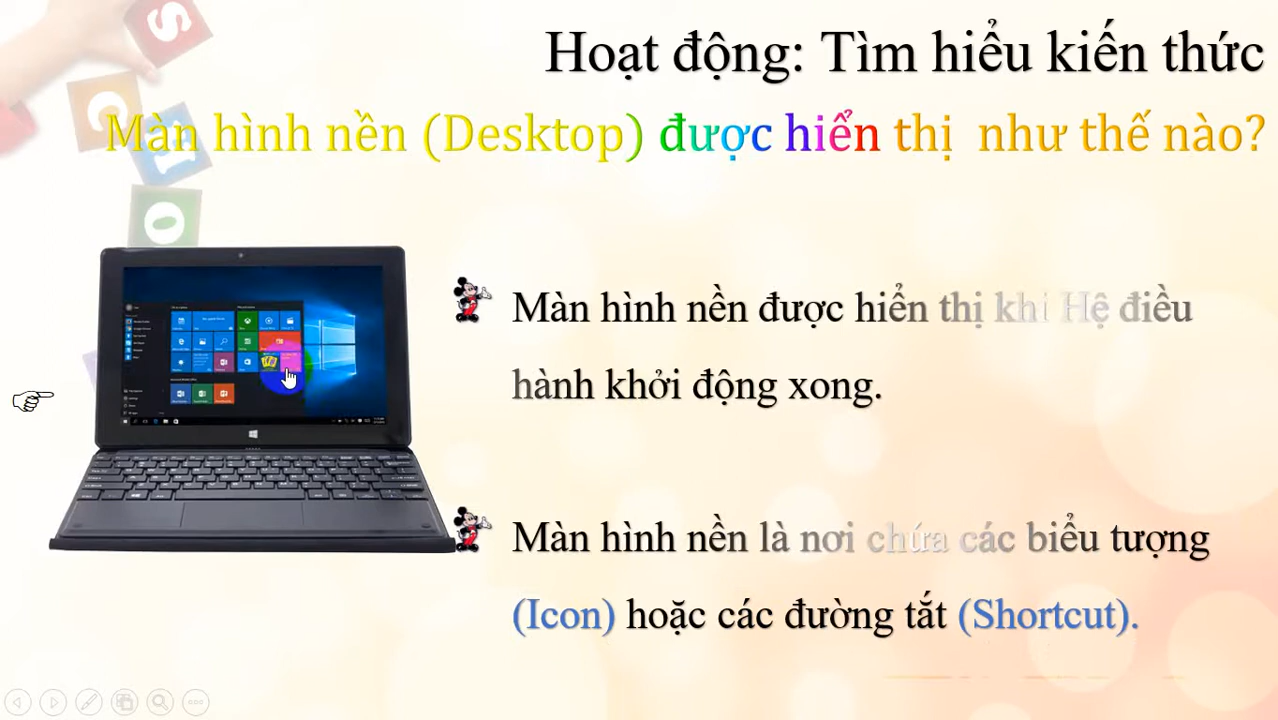 Hoạt động: Tìm hiểu kiến thức
Màn hình nền (Desktop) được hiển thị như thế nào?
Màn hình nền được hiển thị khi Hệ điều
hành khởi động xong.
Màn hình nền là nơi chứa các biểu tượng
(Icon) hoặc các đường tắt (Shortcut).